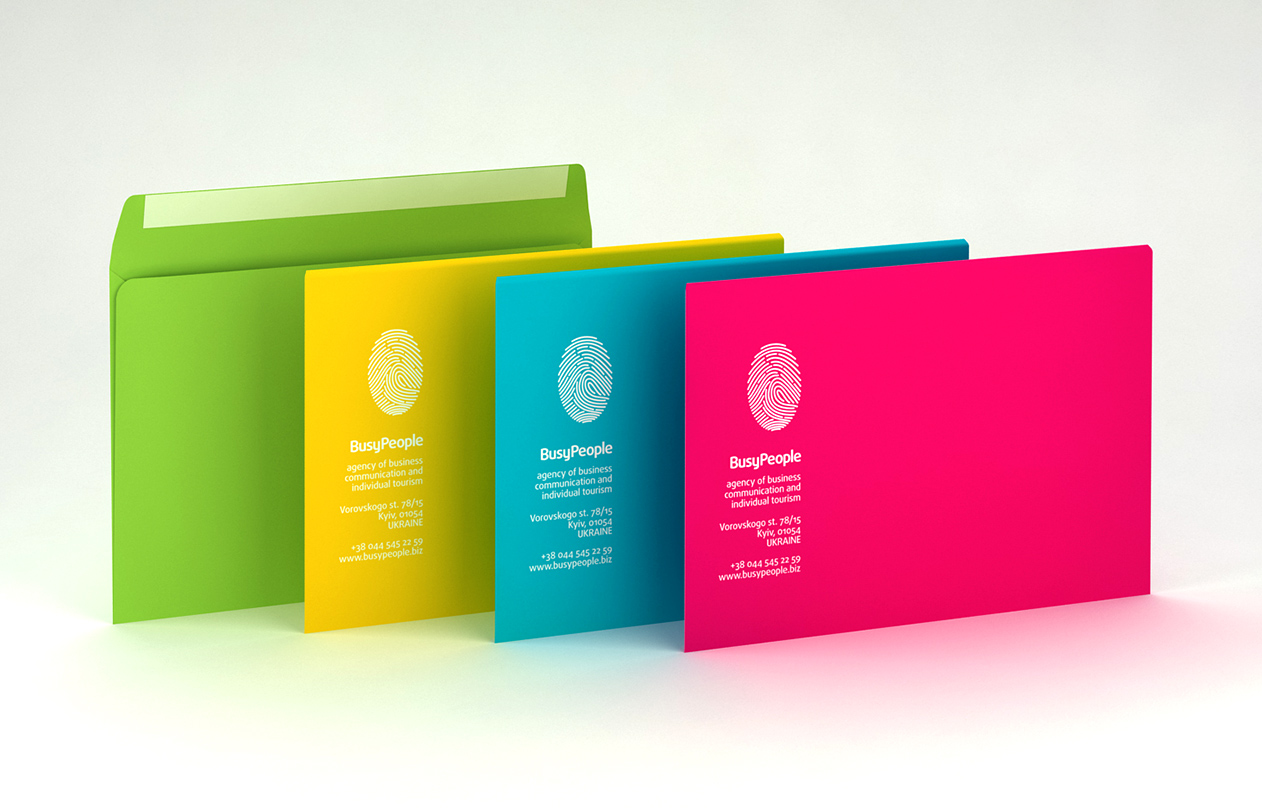 BusyPeople
agency of business
communication and
individual tourism
Vorovskogo st. 78/15
Kyiv, 01054
UKRAINE
+38 044 545 22 59
www.busypeople.biz
BusyPeople
agency of business
communication and
individual tourism
Vorovskogo st. 78/15
Kyiv, 01054
UKRAINE
+38 044 545 22 59
www.busypeople.biz
BusyPeople
agency of business
communication and
individual tourism
Vorovskogo st. 78/15
Kyiv, 01054
UKRAINE
+38 044 545 22 59
www.busypeople.biz